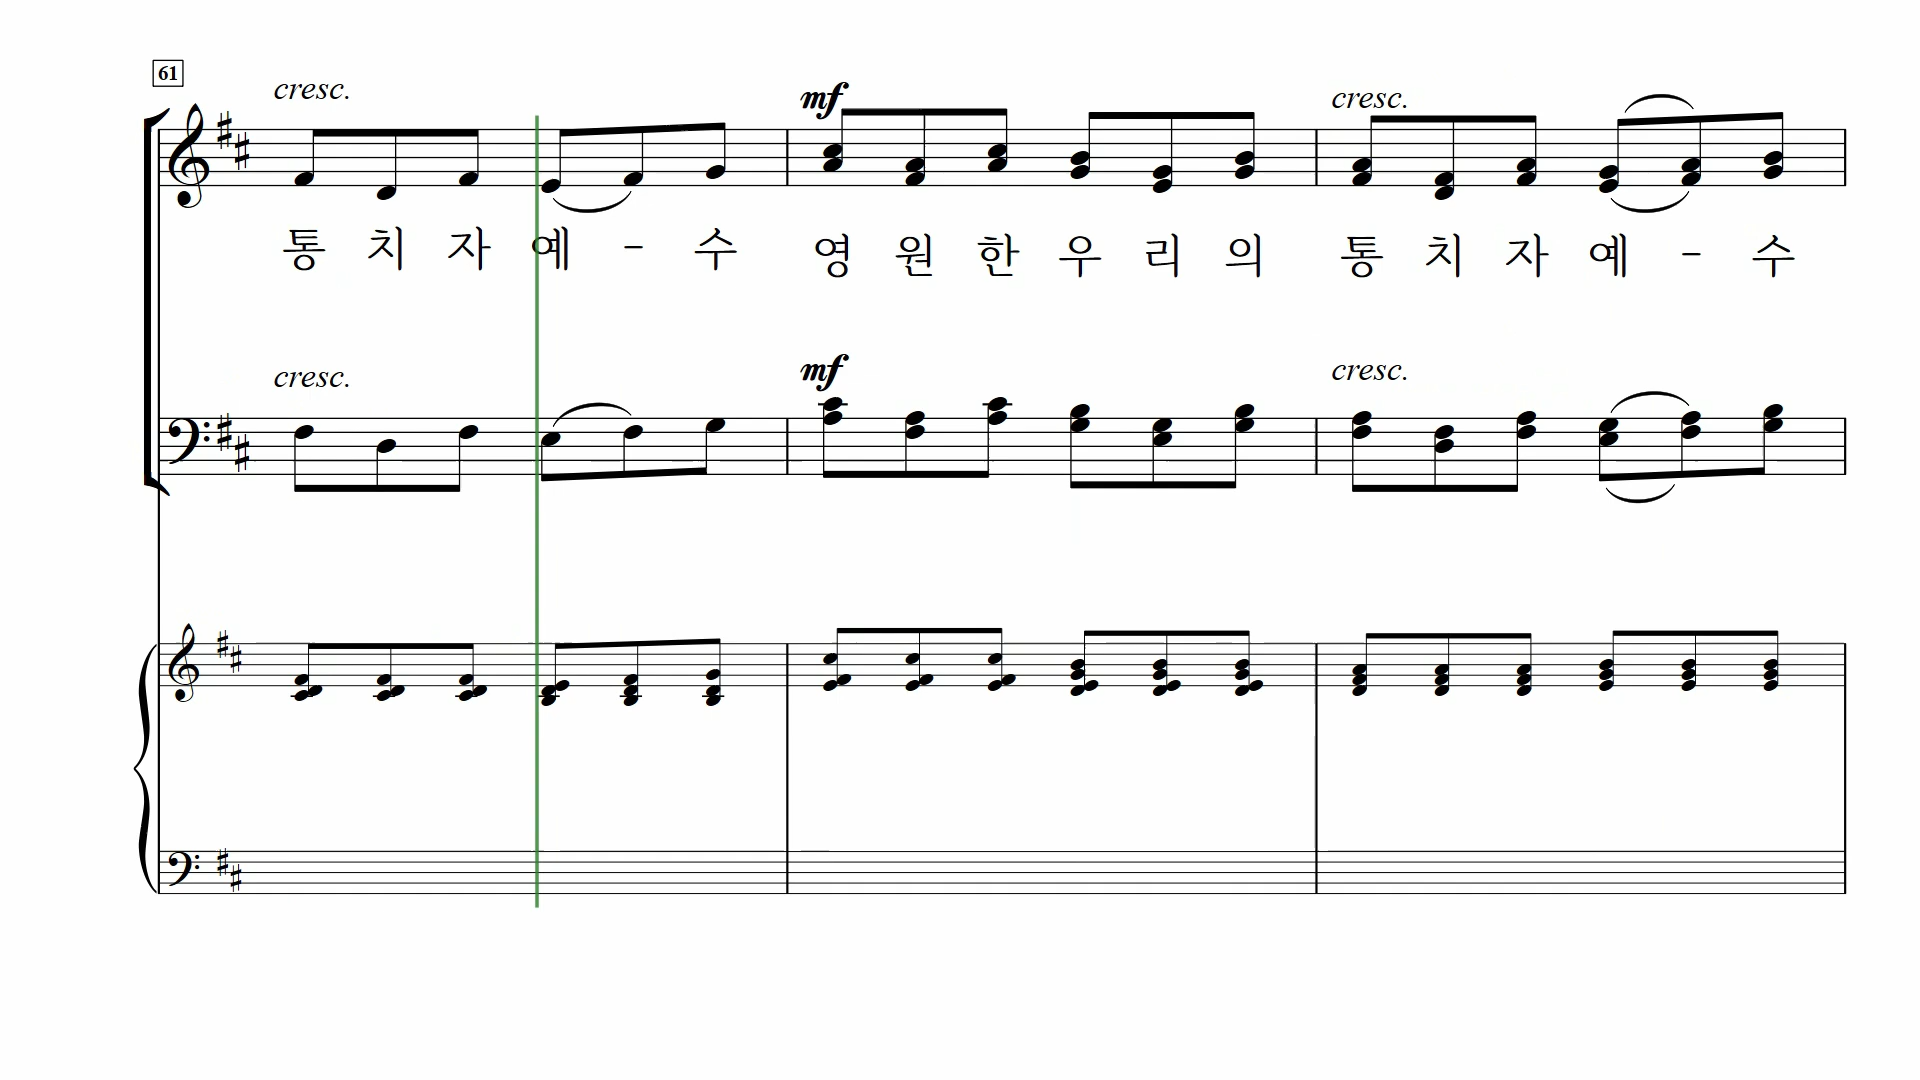 61
cresc. mf cresc.
통 치 자 예 - 수 영 원 한 우 리 의 통 치 자 예 - 수
cresc. mf cresc.